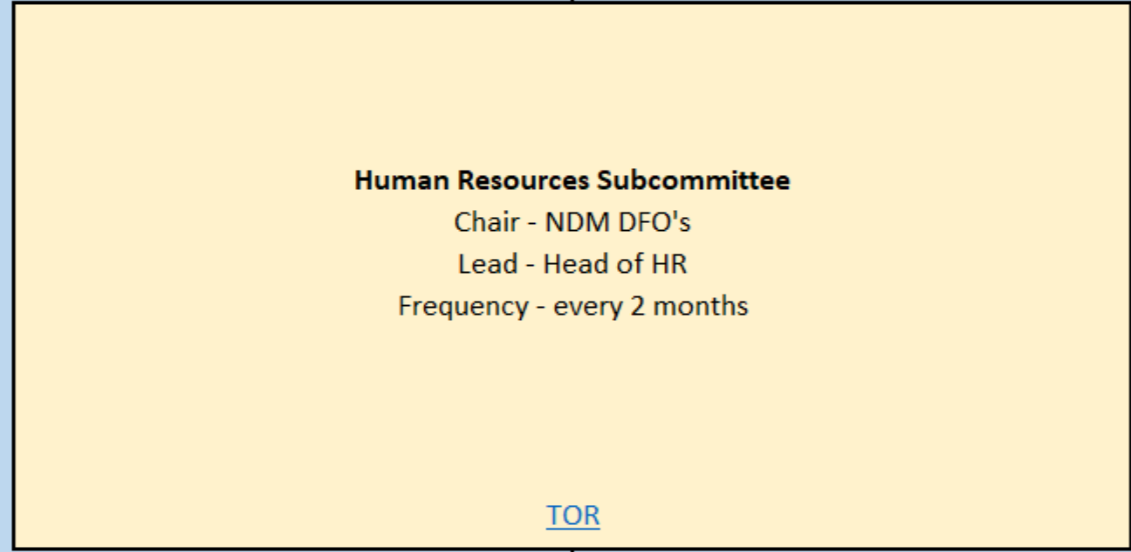 Human Resources Subcommittee
Chair - NDM DFO's
Lead - Head of HR
Frequency - every 2 months
TOR